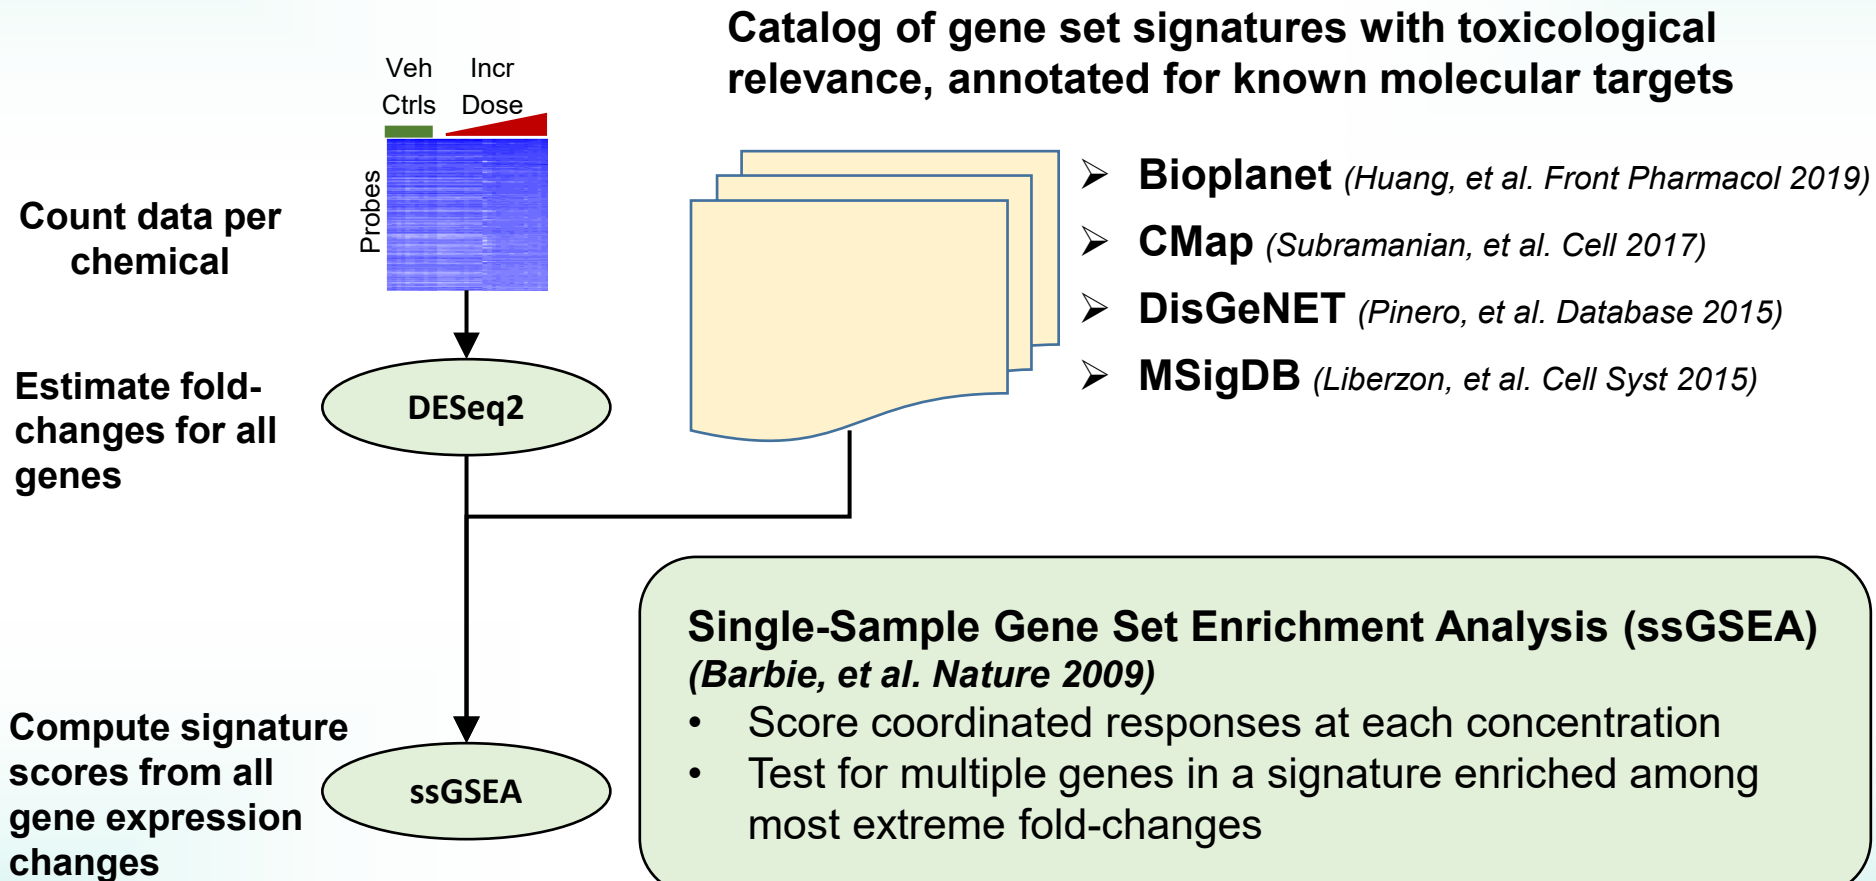 Catalog of gene set signatures with toxicological
relevance, annotated for known molecular targets
Veh
Ctrls
Incr
Dose
Probes
Count data per
chemical
➢ Bioplanet (Huang, et al. Front Pharmacol 2019)
➢ CMap (Subramanian, et al. Cell 2017)
➢ DisGeNET (Pinero, et al. Database 2015)
➢ MSigDB (Liberzon, et al. Cell Syst 2015)
Estimate fold-
changes for all
genes
DESeq2
Single-Sample Gene Set Enrichment Analysis (ssGSEA)
(Barbie, et al. Nature 2009)
• Score coordinated responses at each concentration
• Test for multiple genes in a signature enriched among
most extreme fold-changes
Compute signature
scores from all
gene expression
changes
ssGSEA